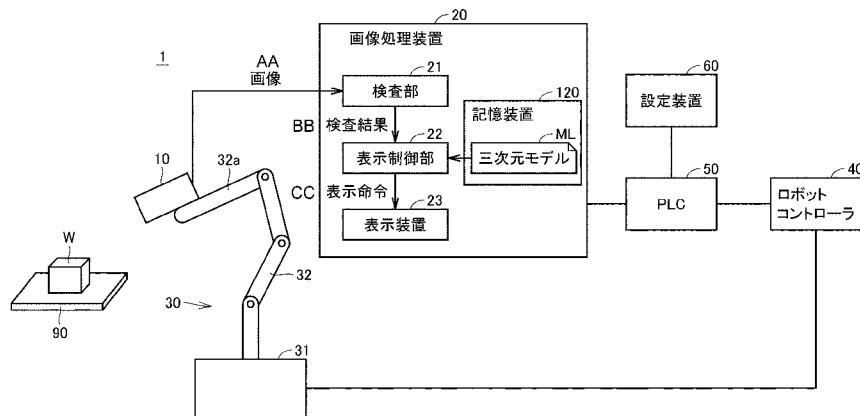 1
AA
画像
20
画像処理装置
21
検査部
BB 検査結果
120
記憶装置
22
表示制御部
ML
三次元モデル
CC 表示命令
23
表示装置
60
設定装置
50
PLC
40
ロボット
コントローラ
10
32a
W
90
32
30
31